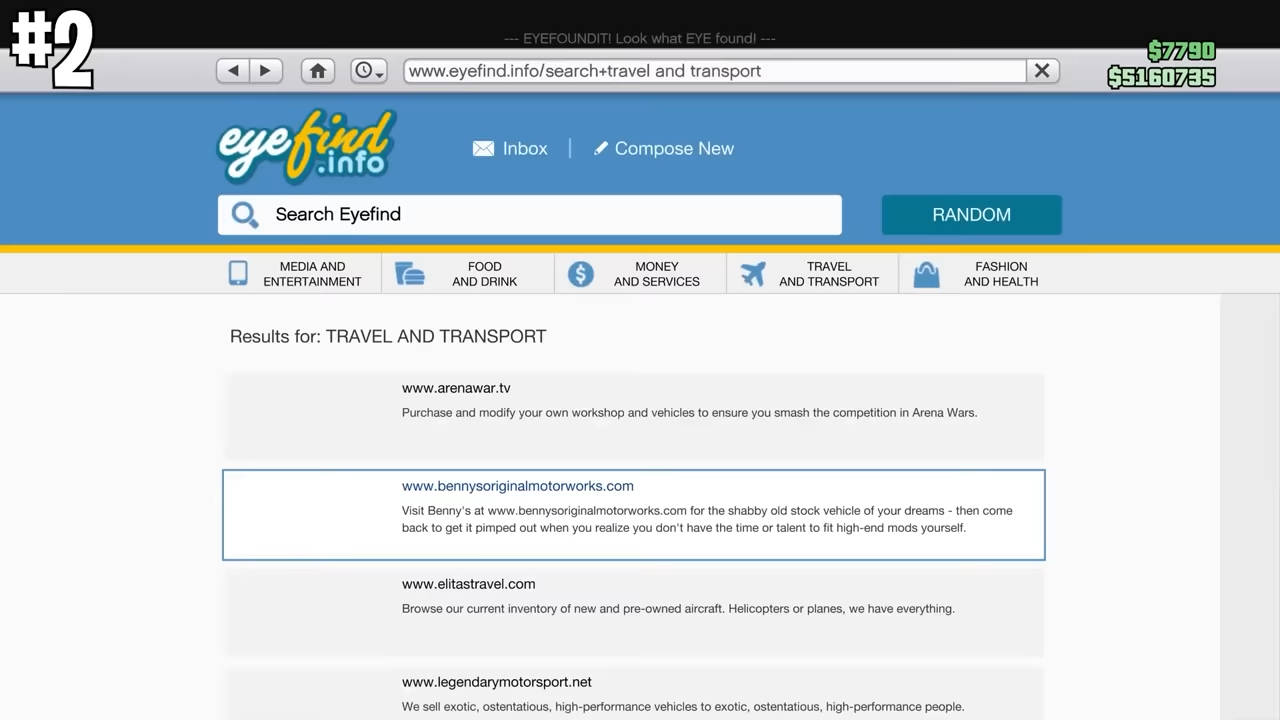 #2
--- EYEFOUNDIT! Look what EYE found! ---
$7790
www.eyefind.info/search+travel and transport
$5160735
eyefind
.info
Inbox
Compose New
Search Eyefind
RANDOM
MEDIA AND
ENTERTAINMENT
FOOD
AND DRINK
MONEY
AND SERVICES
TRAVEL
AND TRANSPORT
FASHION
AND HEALTH
Results for: TRAVEL AND TRANSPORT
www.arenawar.tv
Purchase and modify your own workshop and vehicles to ensure you smash the competition in Arena Wars.
www.bennysoriginalmotorworks.com
Visit Benny's at www.bennysoriginalmotorworks.com for the shabby old stock vehicle of your dreams - then come
back to get it pimped out when you realize you don't have the time or talent to fit high-end mods yourself.
www.elitastravel.com
Browse our current inventory of new and pre-owned aircraft. Helicopters or planes, we have everything.
www.legendarymotorsport.net
We sell exotic, ostentatious, high-performance vehicles to exotic, ostentatious, high-performance people.